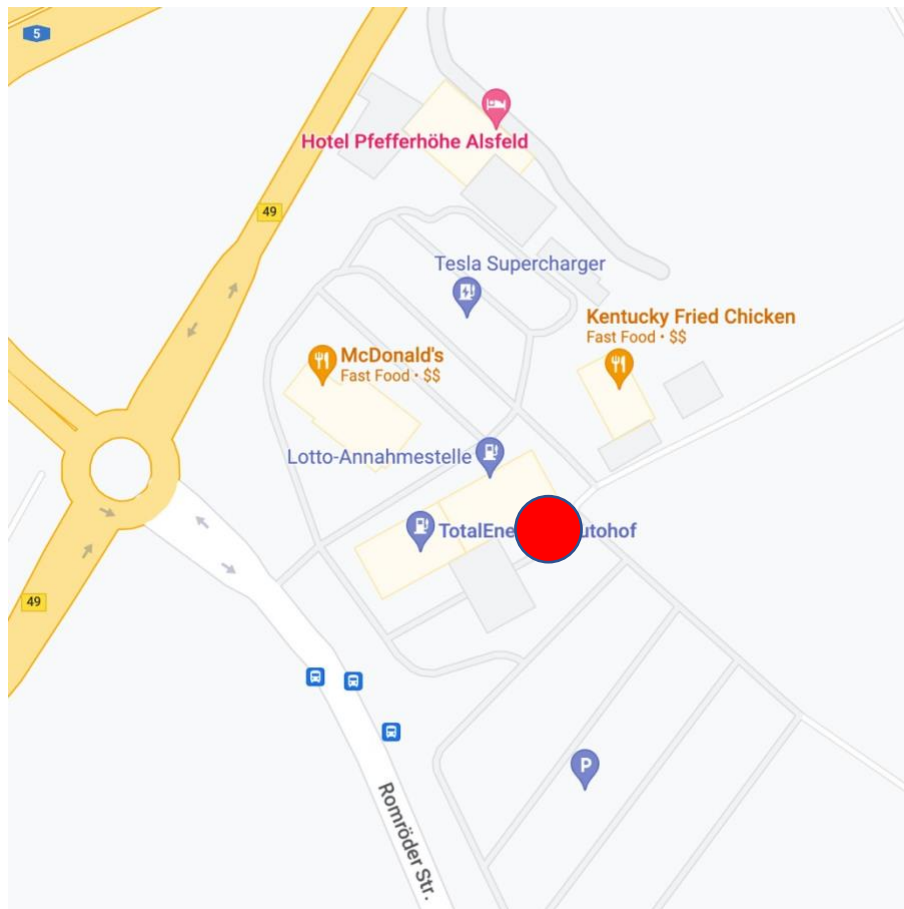 5
Hotel Pfefferhöhe Alsfeld
49
Tesla Supercharger
Kentucky Fried Chicken
Fast Food • $$
McDonald's
Fast Food • $$
Lotto-Annahmestelle
TotalEne utohof
49
Romröder Str.
P